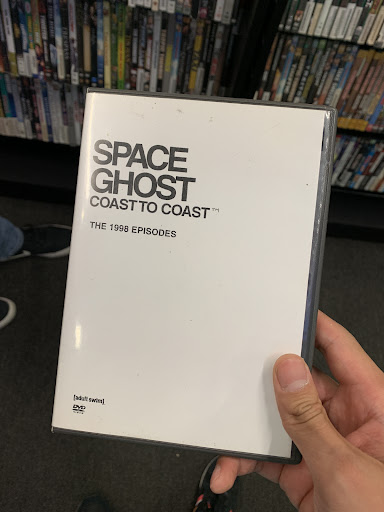 SPACE
GHOST
COAST TO COAST™
THE 1998 EPISODES
[adult swim]
DVD